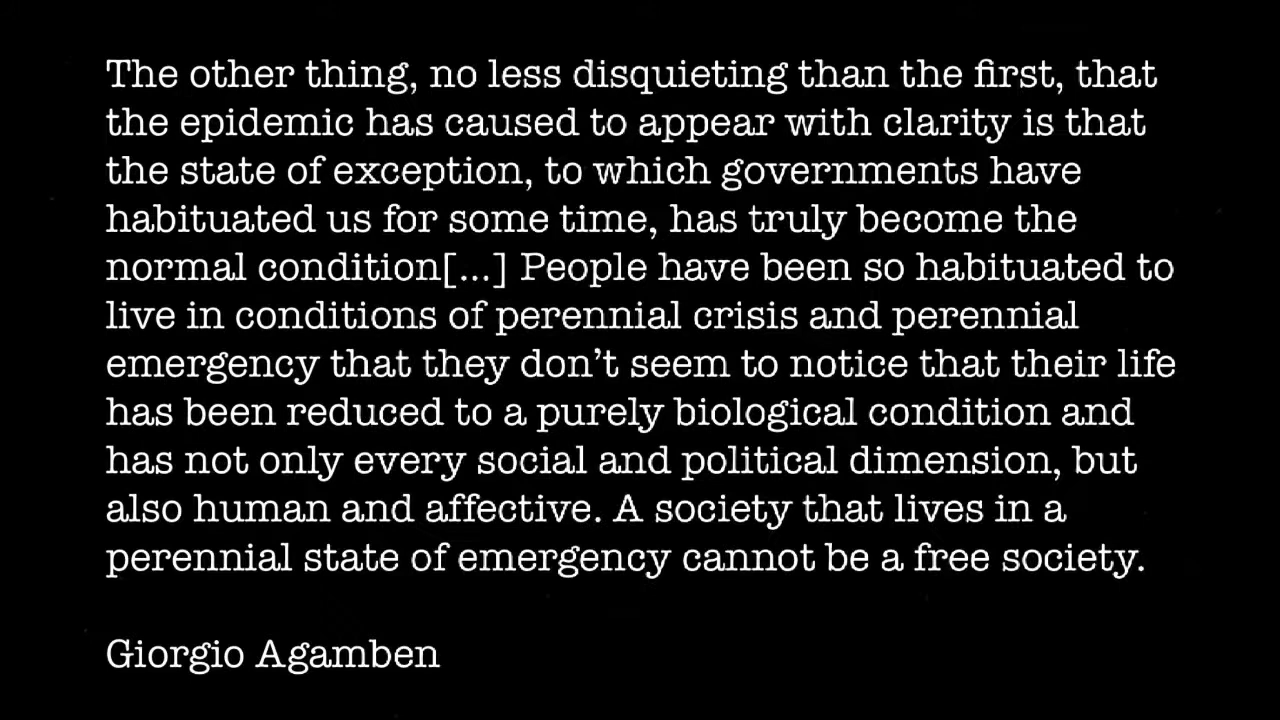 The other thing, no less disquieting than the first, that
the epidemic has caused to appear with clarity is that
the state of exception, to which governments have
habituated us for some time, has truly become the
normal condition[...] People have been so habituated to
live in conditions of perennial crisis and perennial
emergency that they don’t seem to notice that their life
has been reduced to a purely biological condition and
has not only every social and political dimension, but
also human and affective. A society that lives in a
perennial state of emergency cannot be a free society.
Giorgio Agamben